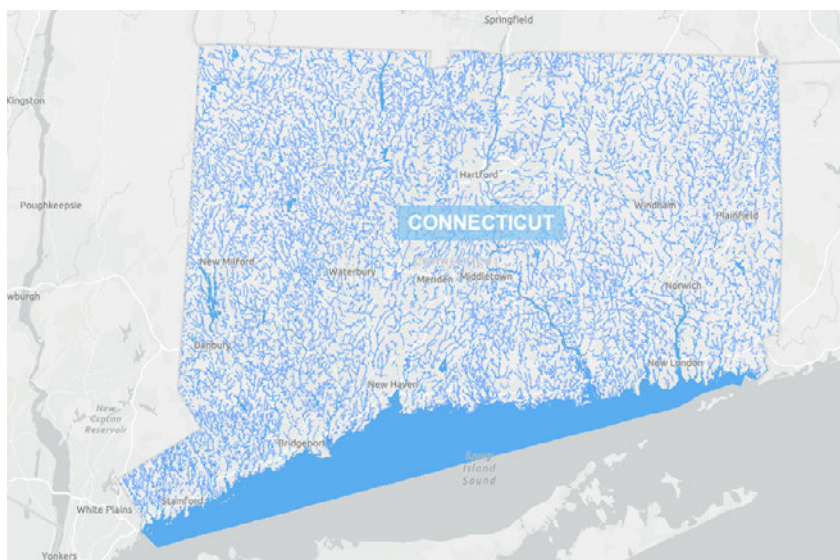 Springfield
Kingston
Hartford
Poughkeepsie
Windham
Plainfield
CONNECTICUT
New Milford
Waterbury
Meriden
Middletown
Norwich
wburgh
Danbury
New London
New Haven
New
Croton
Reservoir
Bridgeport
Long
Island
Sound
Stamford
White Plains
Yonkers